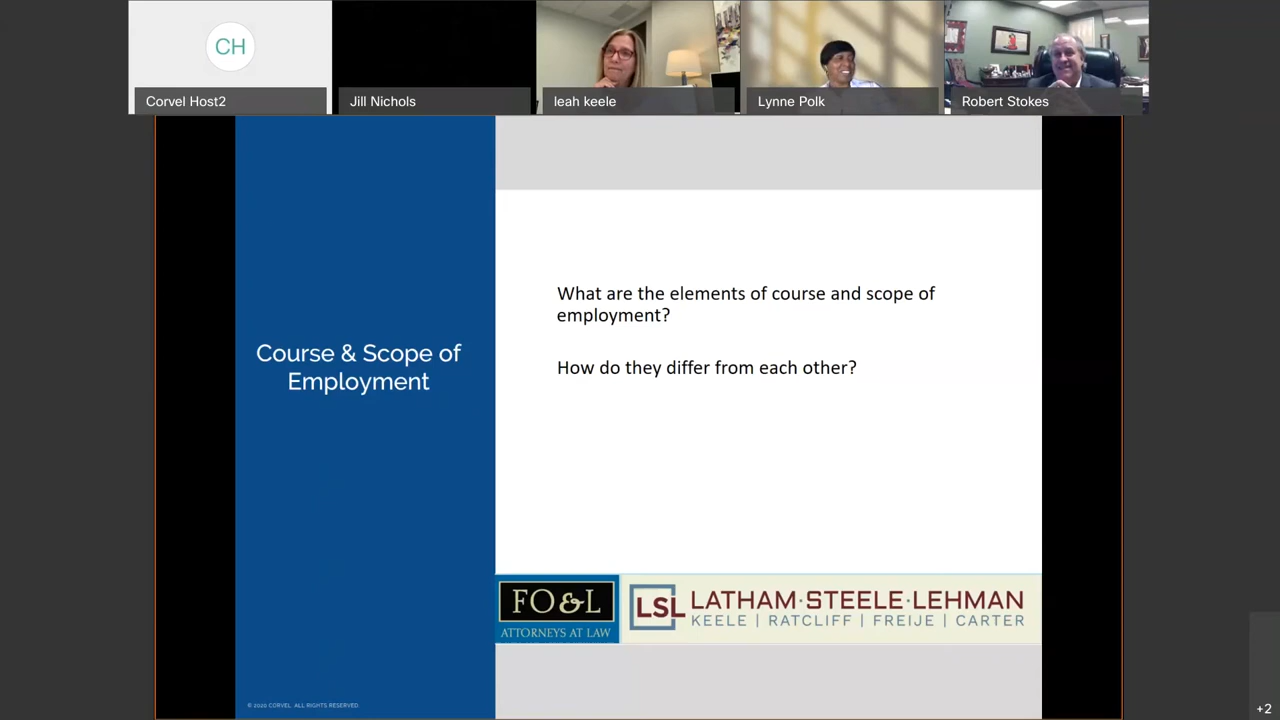 CH
Corvel Host2
Jill Nichols
leah keele
Lynne Polk
Robert Stokes
Course & Scope of
Employment
What are the elements of course and scope of
employment?
How do they differ from each other?
FO&L
ATTORNEYS AT LAW
LSL
LATHAM·STEELE·LEHMAN
KEELE | RATCLIFF | FREIJE | CARTER
© 2020 CORVEL. ALL RIGHTS RESERVED.
+2